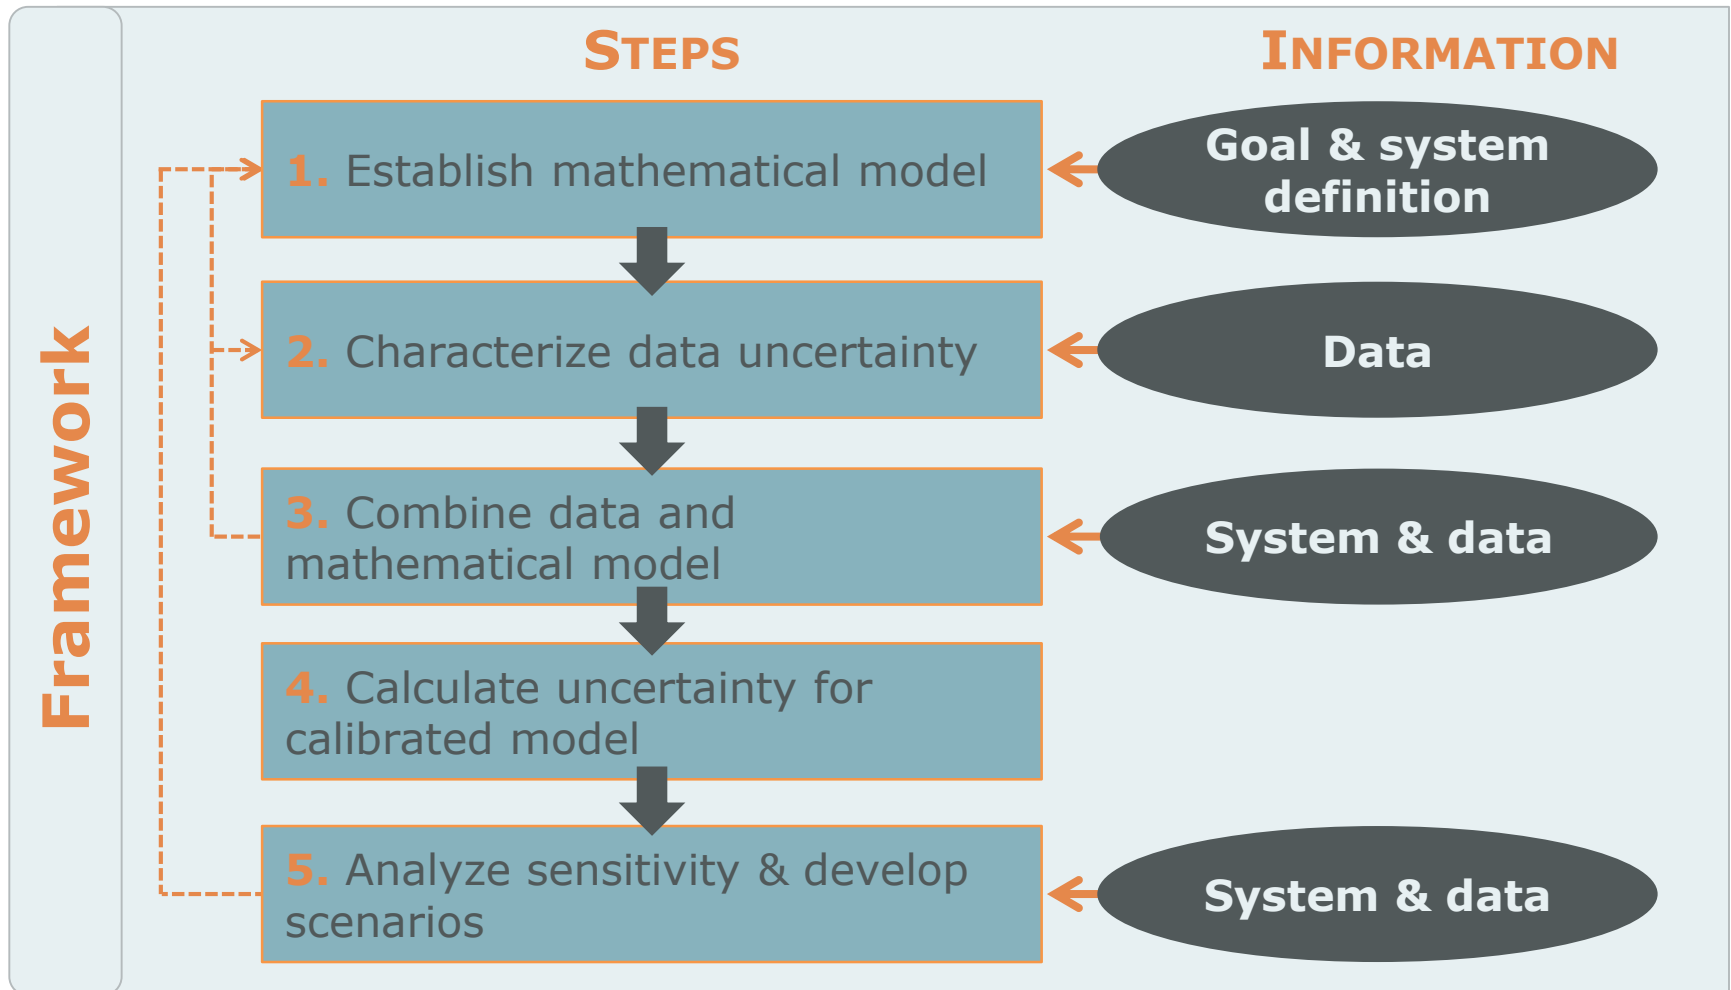 Framework
STEPS
INFORMATION
1. Establish mathematical model
Goal & system
definition
2. Characterize data uncertainty
Data
3. Combine data and
mathematical model
System & data
4. Calculate uncertainty for
calibrated model
5. Analyze sensitivity & develop
scenarios
System & data